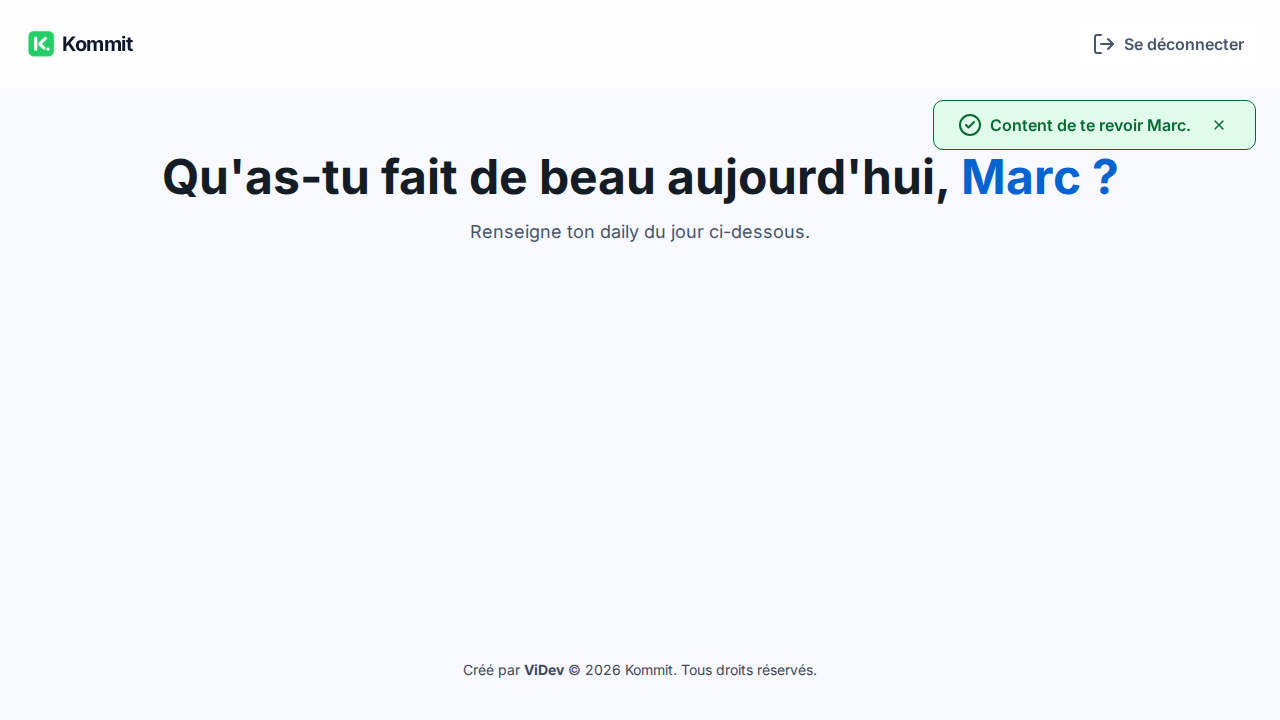 Kommit
Se déconnecter
Content de te revoir Marc.
Qu'as-tu fait de beau aujourd'hui, Marc ?
Renseigne ton daily du jour ci-dessous.
Créé par ViDev © 2026 Kommit. Tous droits réservés.